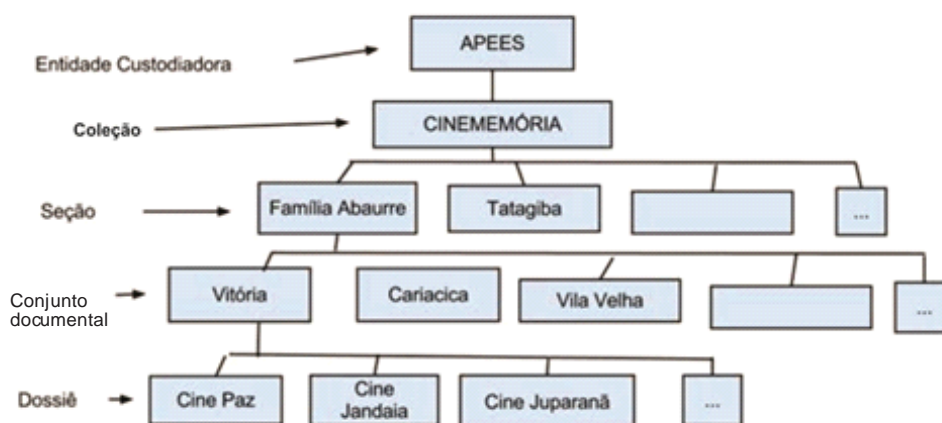 APEES
Entidade Custodiadora
Coleção
CINEMEMÓRIA
Seção
Família Abaurre
Tatagiba
...
Conjunto
documental
Vitória
Cariacica
Vila Velha
...
Dossiê
Cine Paz
Cine
Jandaia
Cine Juparanã
...